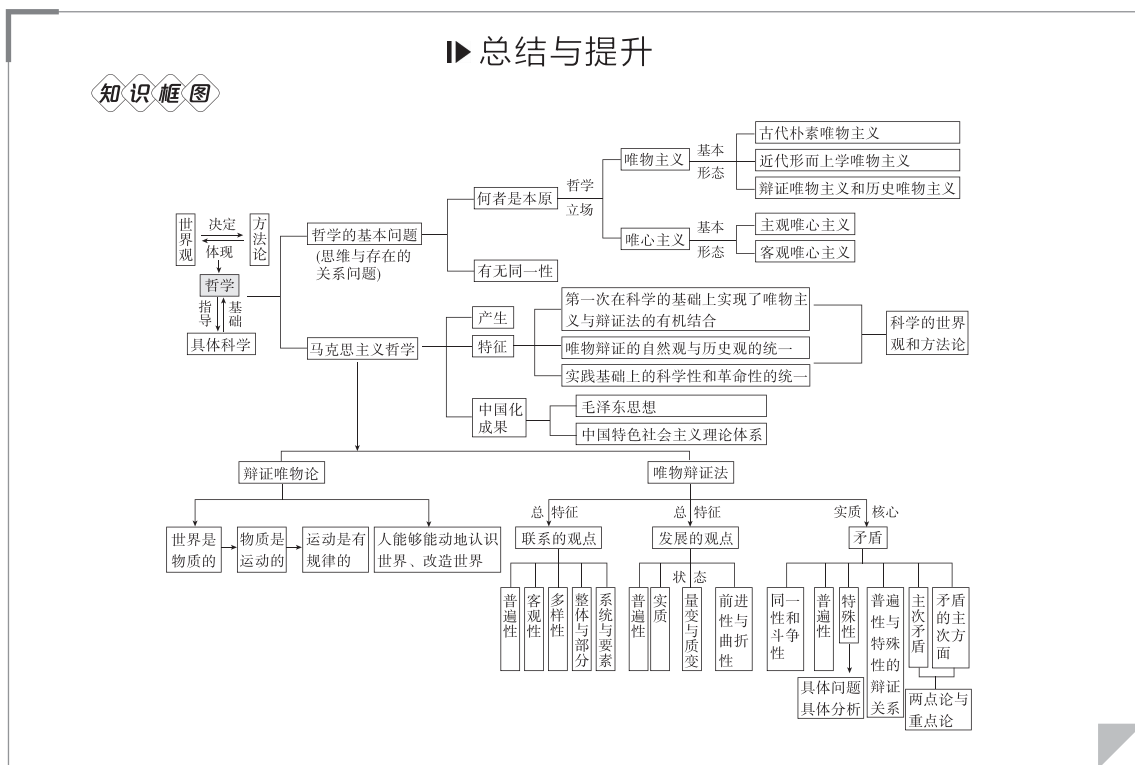 总结与提升
知识框图
世界观
决定
体现
方法论
哲学
指导
基础
具体科学
哲学的基本问题
(思维与存在的
关系问题)
何者是本原
哲学
立场
唯物主义
基本
形态
古代朴素唯物主义
近代形而上学唯物主义
辩证唯物主义和历史唯物主义
唯心主义
基本
形态
主观唯心主义
客观唯心主义
有无同一性
马克思主义哲学
产生
特征
第一次在科学的基础上实现了唯物主
义与辩证法的有机结合
唯物辩证的自然观与历史观的统一
实践基础上的科学性和革命性的统一
科学的世界
观和方法论
中国化
成果
毛泽东思想
中国特色社会主义理论体系
辩证唯物论
世界是
物质的
物质是
运动的
运动是有
规律的
人能够能动地认识
世界、改造世界
唯物辩证法
总 特征
联系的观点
普遍性
客观性
多样性
整体与部分
系统与要素
总 特征
发展的观点
状 态
普遍性
实质
量变与质变
前进
性与
曲折
性
实质 核心
矛盾
同一
性和
斗争
性
普遍性
特殊性
具体问题
具体分析
普遍
性与
特殊
性的
辩证
关系
主次矛盾
矛盾
的主
次方
面
两点论与
重点论